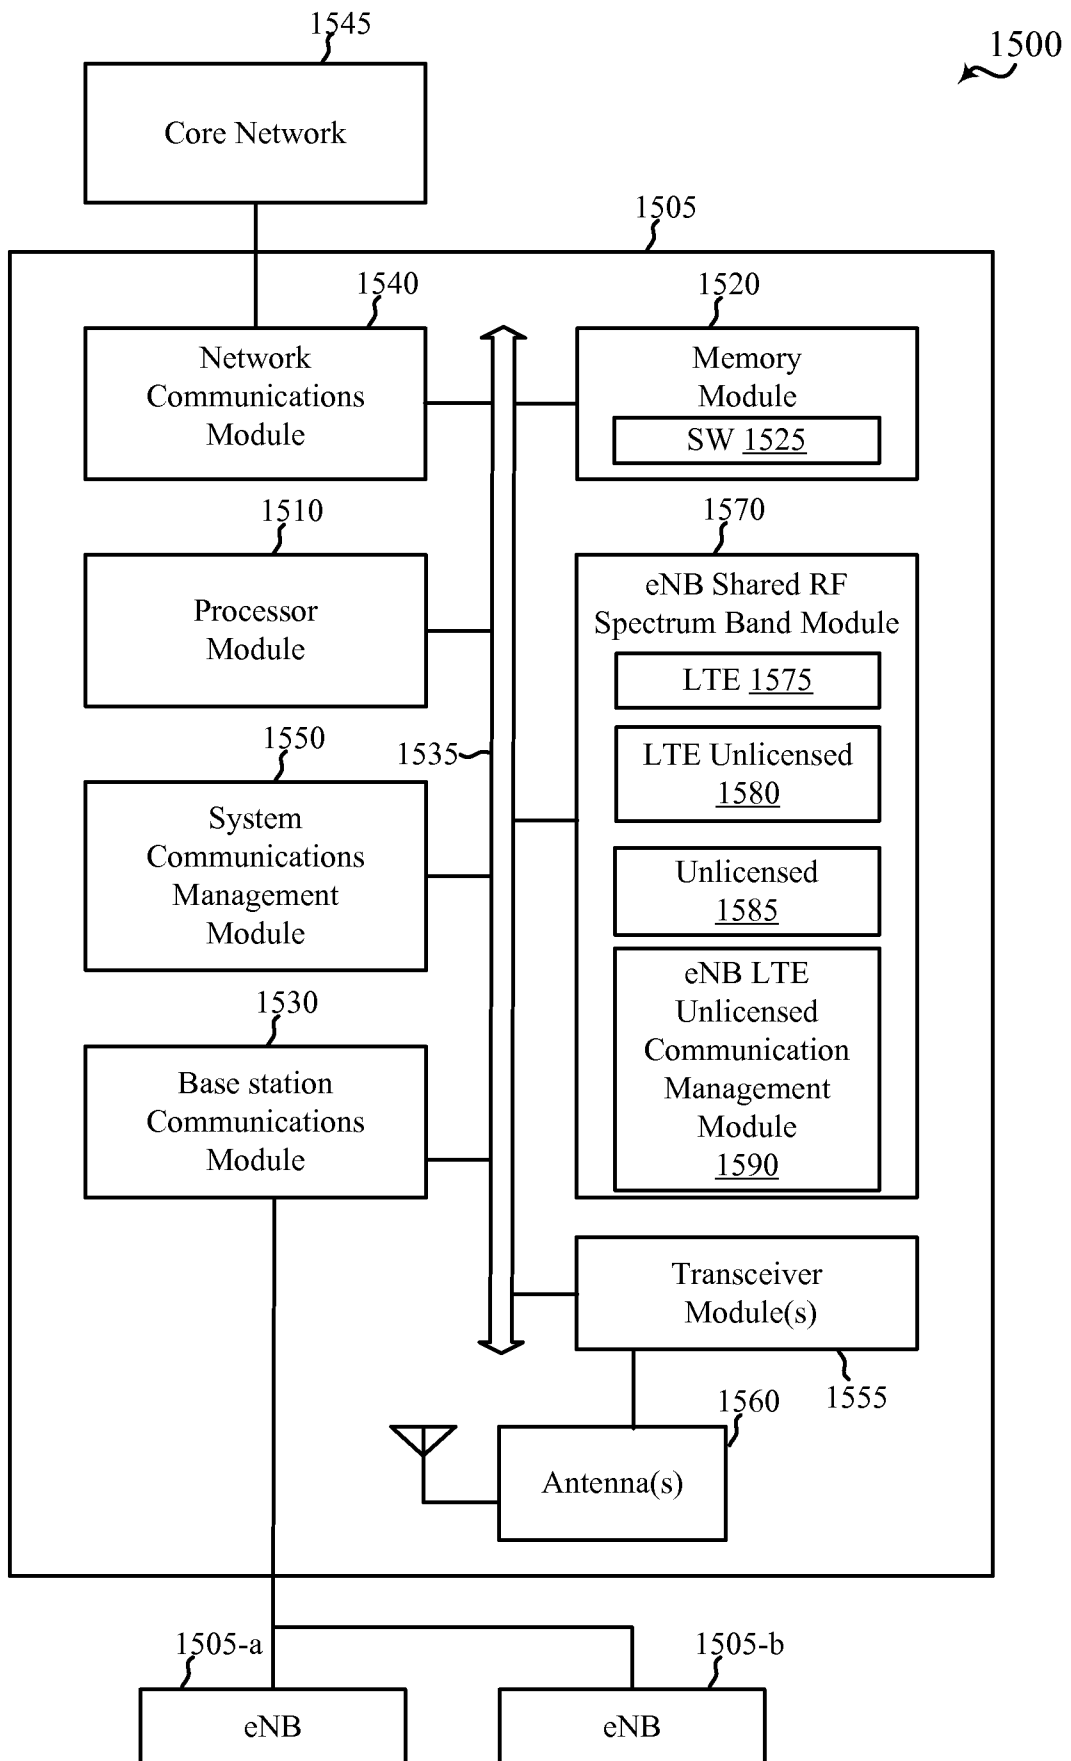 1545
1500
Core Network
1505
1540
1520
Network
Communications
Module
Memory
Module
SW 1525
1510
1570
Processor
Module
eNB Shared RF
Spectrum Band Module
LTE 1575
1550
1535
LTE Unlicensed
1580
System
Communications
Management
Module
Unlicensed
1585
eNB LTE
Unlicensed
Communication
Management
Module
1590
1530
Base station
Communications
Module
Transceiver
Module(s)
1555
1560
Antenna(s)
1505-a
1505-b
eNB
eNB